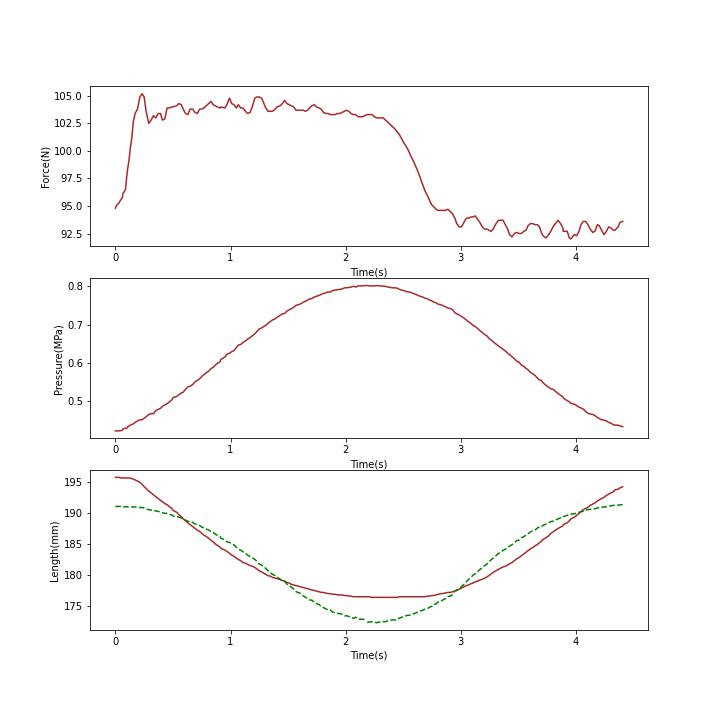 105.0
102.5
100.0
97.5
95.0
92.5
Force(N)
0 1 2 3 4
Time(s)
0.8
0.7
0.6
0.5
Pressure(MPa)
0 1 2 3 4
Time(s)
195
190
185
180
175
Length(mm)
0 1 2 3 4
Time(s)